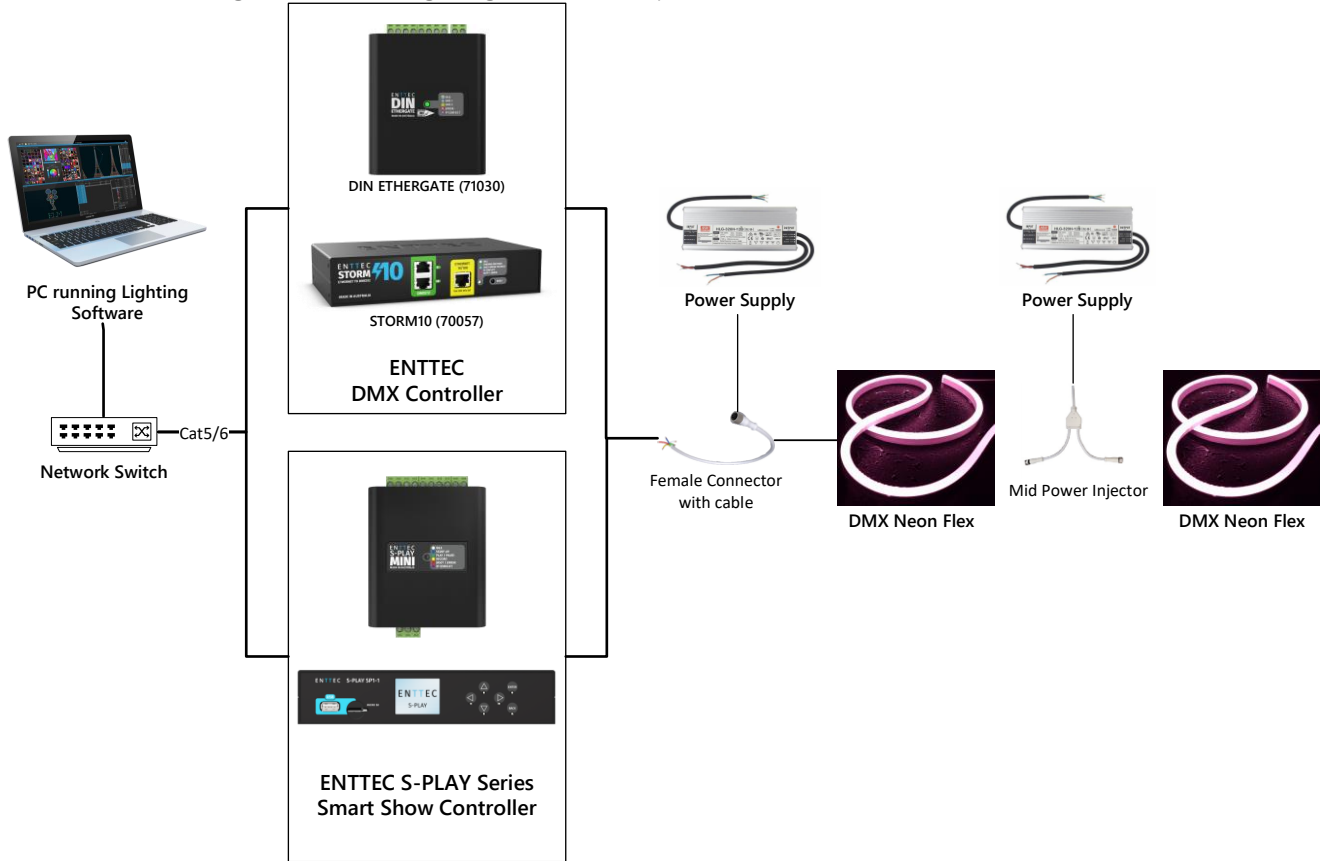 ENTTEC
DIN
ETHERGATE
DIN ETHERGATE (71030)
PC running Lighting
Software
ENTTEC
STORM 10
STORM10 (70057)
ENTTEC
DMX Controller
Network Switch
Cat5/6
Power Supply
Power Supply
Female Connector
with cable
DMX Neon Flex
Mid Power Injector
DMX Neon Flex
ENTTEC
S-PLAY
MINI
ENTTEC S-PLAY SP1-1
ENTTEC
S-PLAY
ENTTEC S-PLAY Series
Smart Show Controller